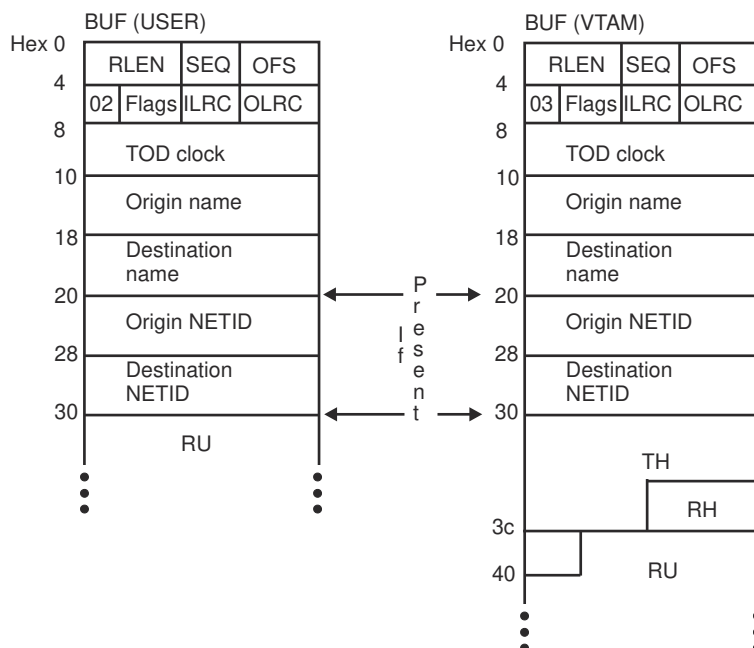 BUF (USER)
Hex 0
RLEN SEQ OFS
4
02 Flags ILRC OLRC
8
TOD clock
10
Origin name
18
Destination
name
20
Origin NETID
28
Destination
NETID
30
RU
If
Present
BUF (VTAM)
Hex 0
RLEN SEQ OFS
4
03 Flags ILRC OLRC
8
TOD clock
10
Origin name
18
Destination
name
20
Origin NETID
28
Destination
NETID
30
TH
RH
3c
40
RU